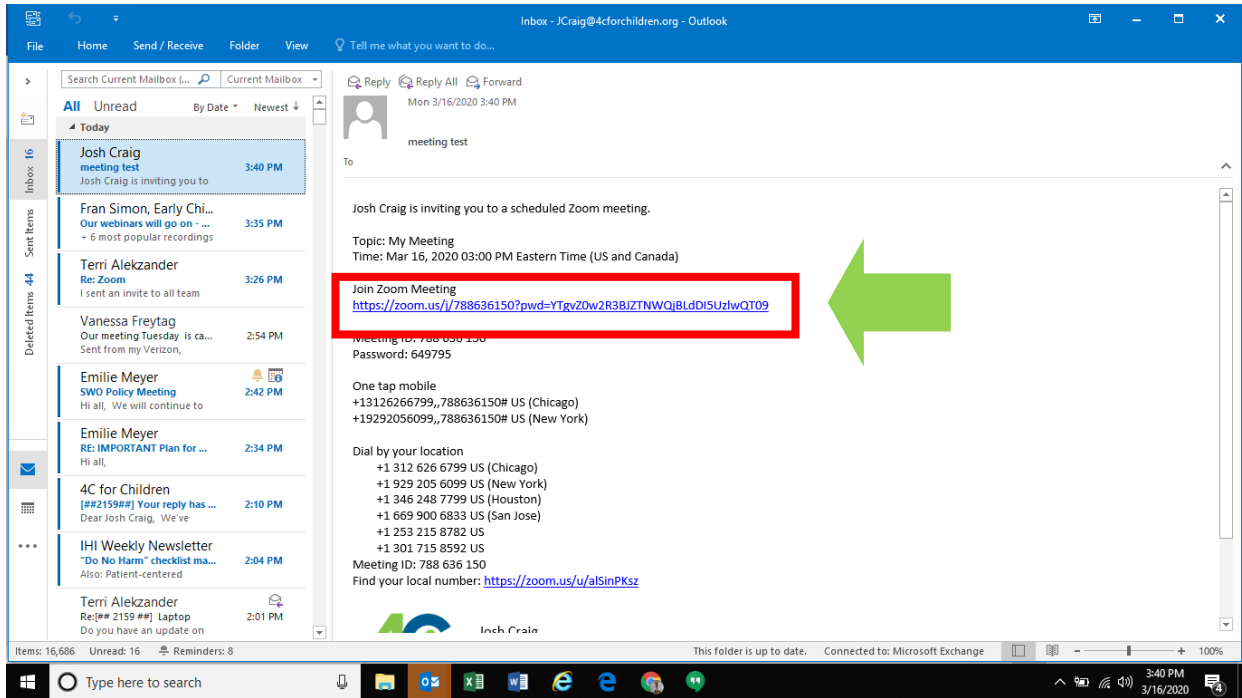 Inbox - JCraig@4cforchildren.org - Outlook
File Home Send / Receive Folder View Tell me what you want to do...
Search Current Mailbox (... Current Mailbox
All Unread By Date Newest ↓
Today
Josh Craig
meeting test 3:40 PM
Josh Craig is inviting you to
Fran Simon, Early Chi...
Our webinars will go on - ... 3:35 PM
+ 6 most popular recordings
Terri Alekzander
Re: Zoom 3:26 PM
I sent an invite to all team
Vanessa Freytag
Our meeting Tuesday is ca... 2:54 PM
Sent from my Verizon,
Emilie Meyer
SWO Policy Meeting 2:42 PM
Hi all, We will continue to
Emilie Meyer
RE: IMPORTANT Plan for ... 2:34 PM
Hi all,
4C for Children
[##2159##] Your reply has ... 2:10 PM
Dear Josh Craig, We've
IHI Weekly Newsletter
"Do No Harm" checklist ma... 2:04 PM
Also: Patient-centered
Terri Alekzander
Re:[## 2159 ##] Laptop 2:01 PM
Do you have an update on
Inbox 16
Sent Items
Deleted Items 44
Reply Reply All Forward
Mon 3/16/2020 3:40 PM
meeting test
To
Josh Craig is inviting you to a scheduled Zoom meeting.
Topic: My Meeting
Time: Mar 16, 2020 03:00 PM Eastern Time (US and Canada)
Join Zoom Meeting
https://zoom.us/j/788636150?pwd=YTgvZ0w2R3BJZTNWQjBLdDI5UzlwQT09
Meeting ID: 788 636 150
Password: 649795
One tap mobile
+13126266799,,788636150# US (Chicago)
+19292056099,,788636150# US (New York)
Dial by your location
+1 312 626 6799 US (Chicago)
+1 929 205 6099 US (New York)
+1 346 248 7799 US (Houston)
+1 669 900 6833 US (San Jose)
+1 253 215 8782 US
+1 301 715 8592 US
Meeting ID: 788 636 150
Find your local number: https://zoom.us/u/alSinPKsz
4C Josh Craig
Items: 16,686 Unread: 16 Reminders: 8 This folder is up to date. Connected to: Microsoft Exchange 100%
Type here to search
3:40 PM
3/16/2020
4